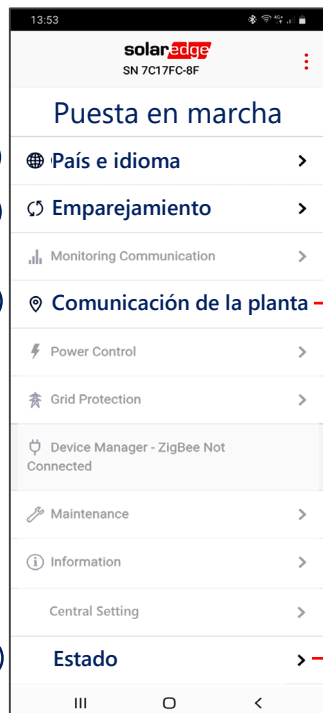 13:53
solaredge
SN 7C17FC-8F
Puesta en marcha
País e idioma
Emparejamiento
Monitoring Communication
Comunicación de la planta
Power Control
Grid Protection
Device Manager - ZigBee Not
Connected
Maintenance
Information
Central Setting
Estado